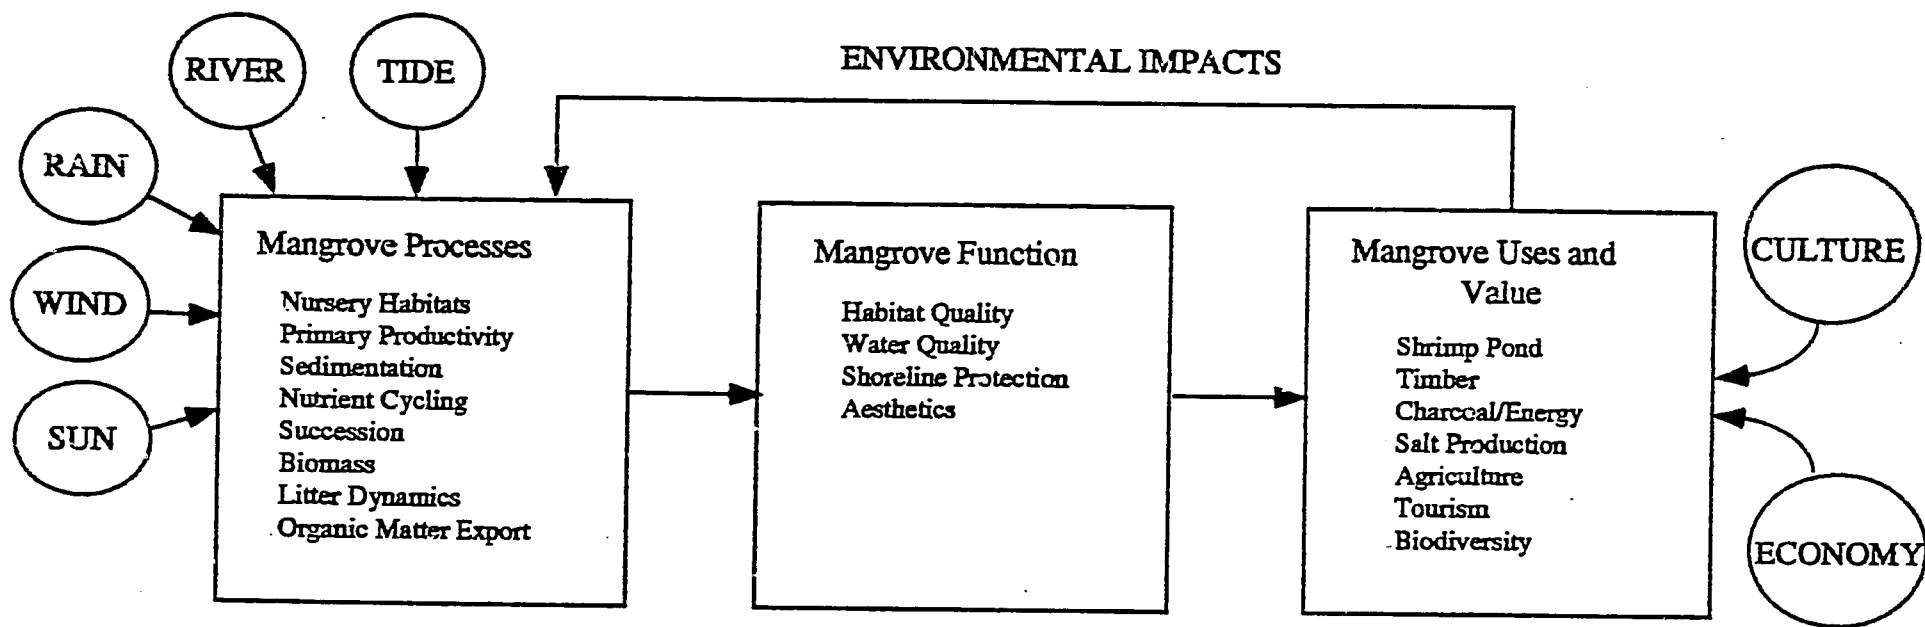 RIVER
TIDE
ENVIRONMENTAL IMPACTS
RAIN
WIND
SUN
Mangrove Processes
Nursery Habitats
Primary Productivity
Sedimentation
Nutrient Cycling
Succession
Biomass
Litter Dynamics
Organic Matter Export
Mangrove Function
Habitat Quality
Water Quality
Shoreline Protection
Aesthetics
Mangrove Uses and
Value
Shrimp Pond
Timber
Charcoal/Energy
Salt Production
Agriculture
Tourism
Biodiversity
CULTURE
ECONOMY